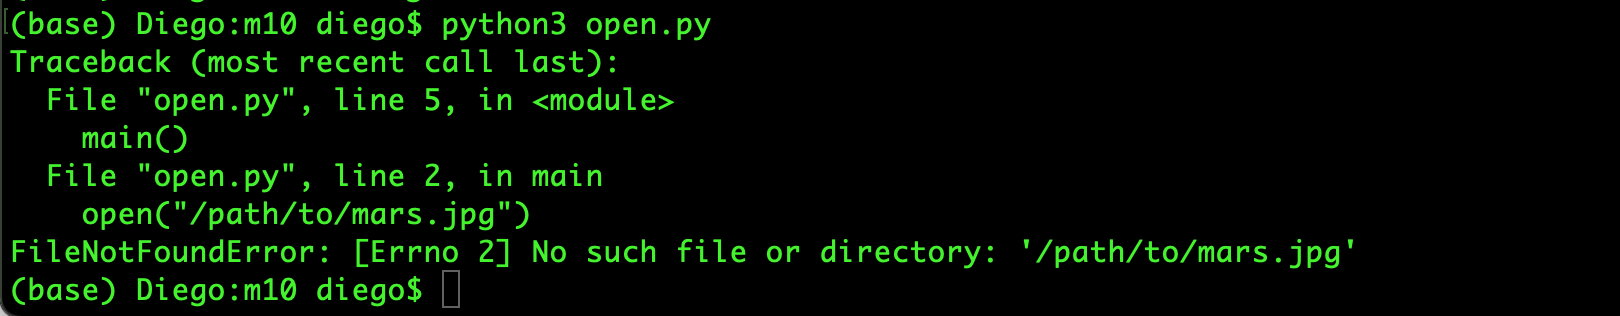 (base) Diego:m10 diego$ python3 open.py
Traceback (most recent call last):
  File "open.py", line 5, in <module>
    main()
  File "open.py", line 2, in main
    open("/path/to/mars.jpg")
FileNotFoundError: [Errno 2] No such file or directory: '/path/to/mars.jpg'
(base) Diego:m10 diego$